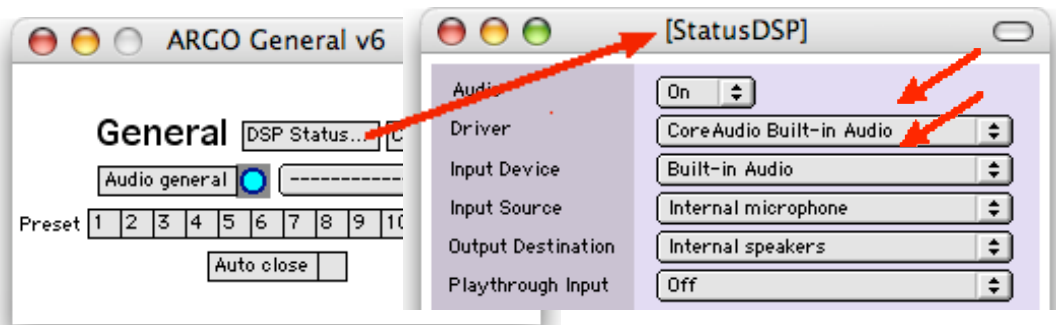 ARGO General v6
General DSP Status... C
Audio general --------------
Preset 1 2 3 4 5 6 7 8 9 10
Auto close
[StatusDSP]
Audio On
Driver CoreAudio Built-in Audio
Input Device Built-in Audio
Input Source Internal microphone
Output Destination Internal speakers
Playthrough Input Off